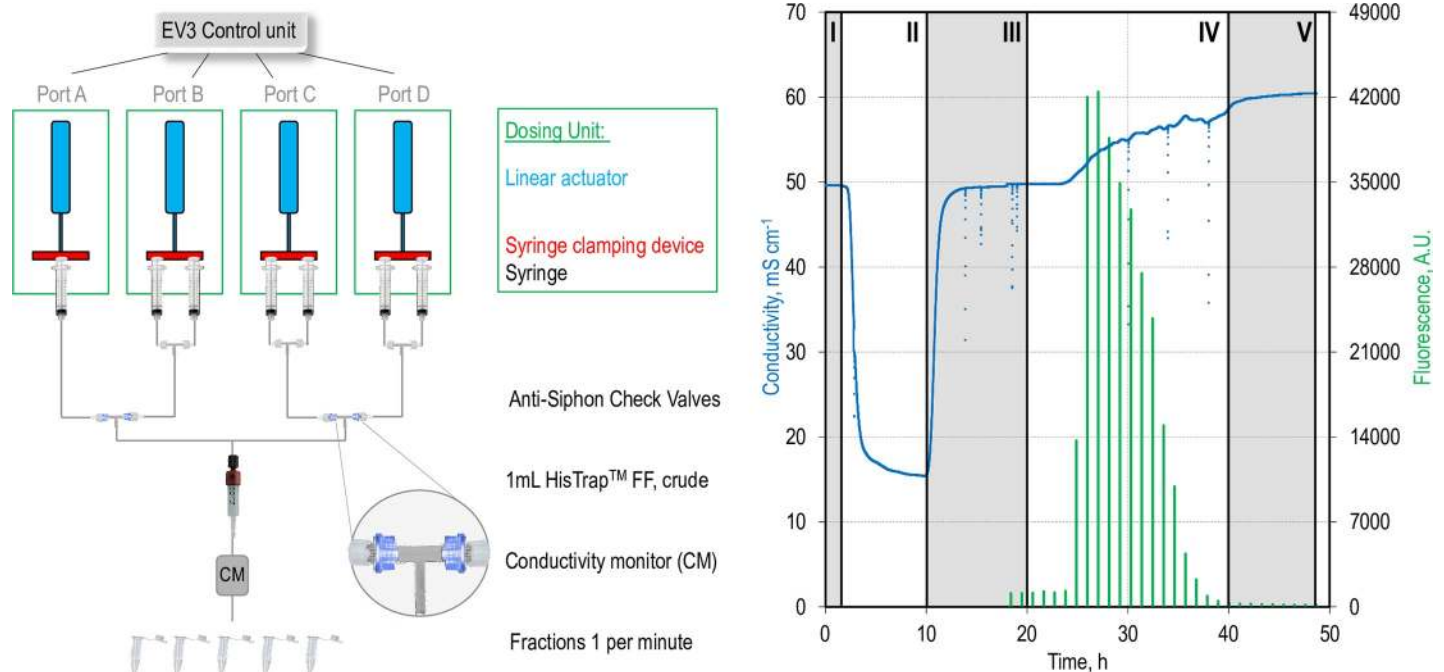 EV3 Control unit
Port A
Port B
Port C
Port D
Dosing Unit:
Linear actuator
Syringe clamping device
Syringe
Anti-Siphon Check Valves
1mL HisTrap™ FF, crude
Conductivity monitor (CM)
CM
Fractions 1 per minute
I
II
III
IV
V
70
60
50
40
30
20
10
0
Conductivity, mS cm⁻¹
49000
42000
35000
28000
21000
14000
7000
0
Fluorescence, A.U.
0
10
20
30
40
50
Time, h